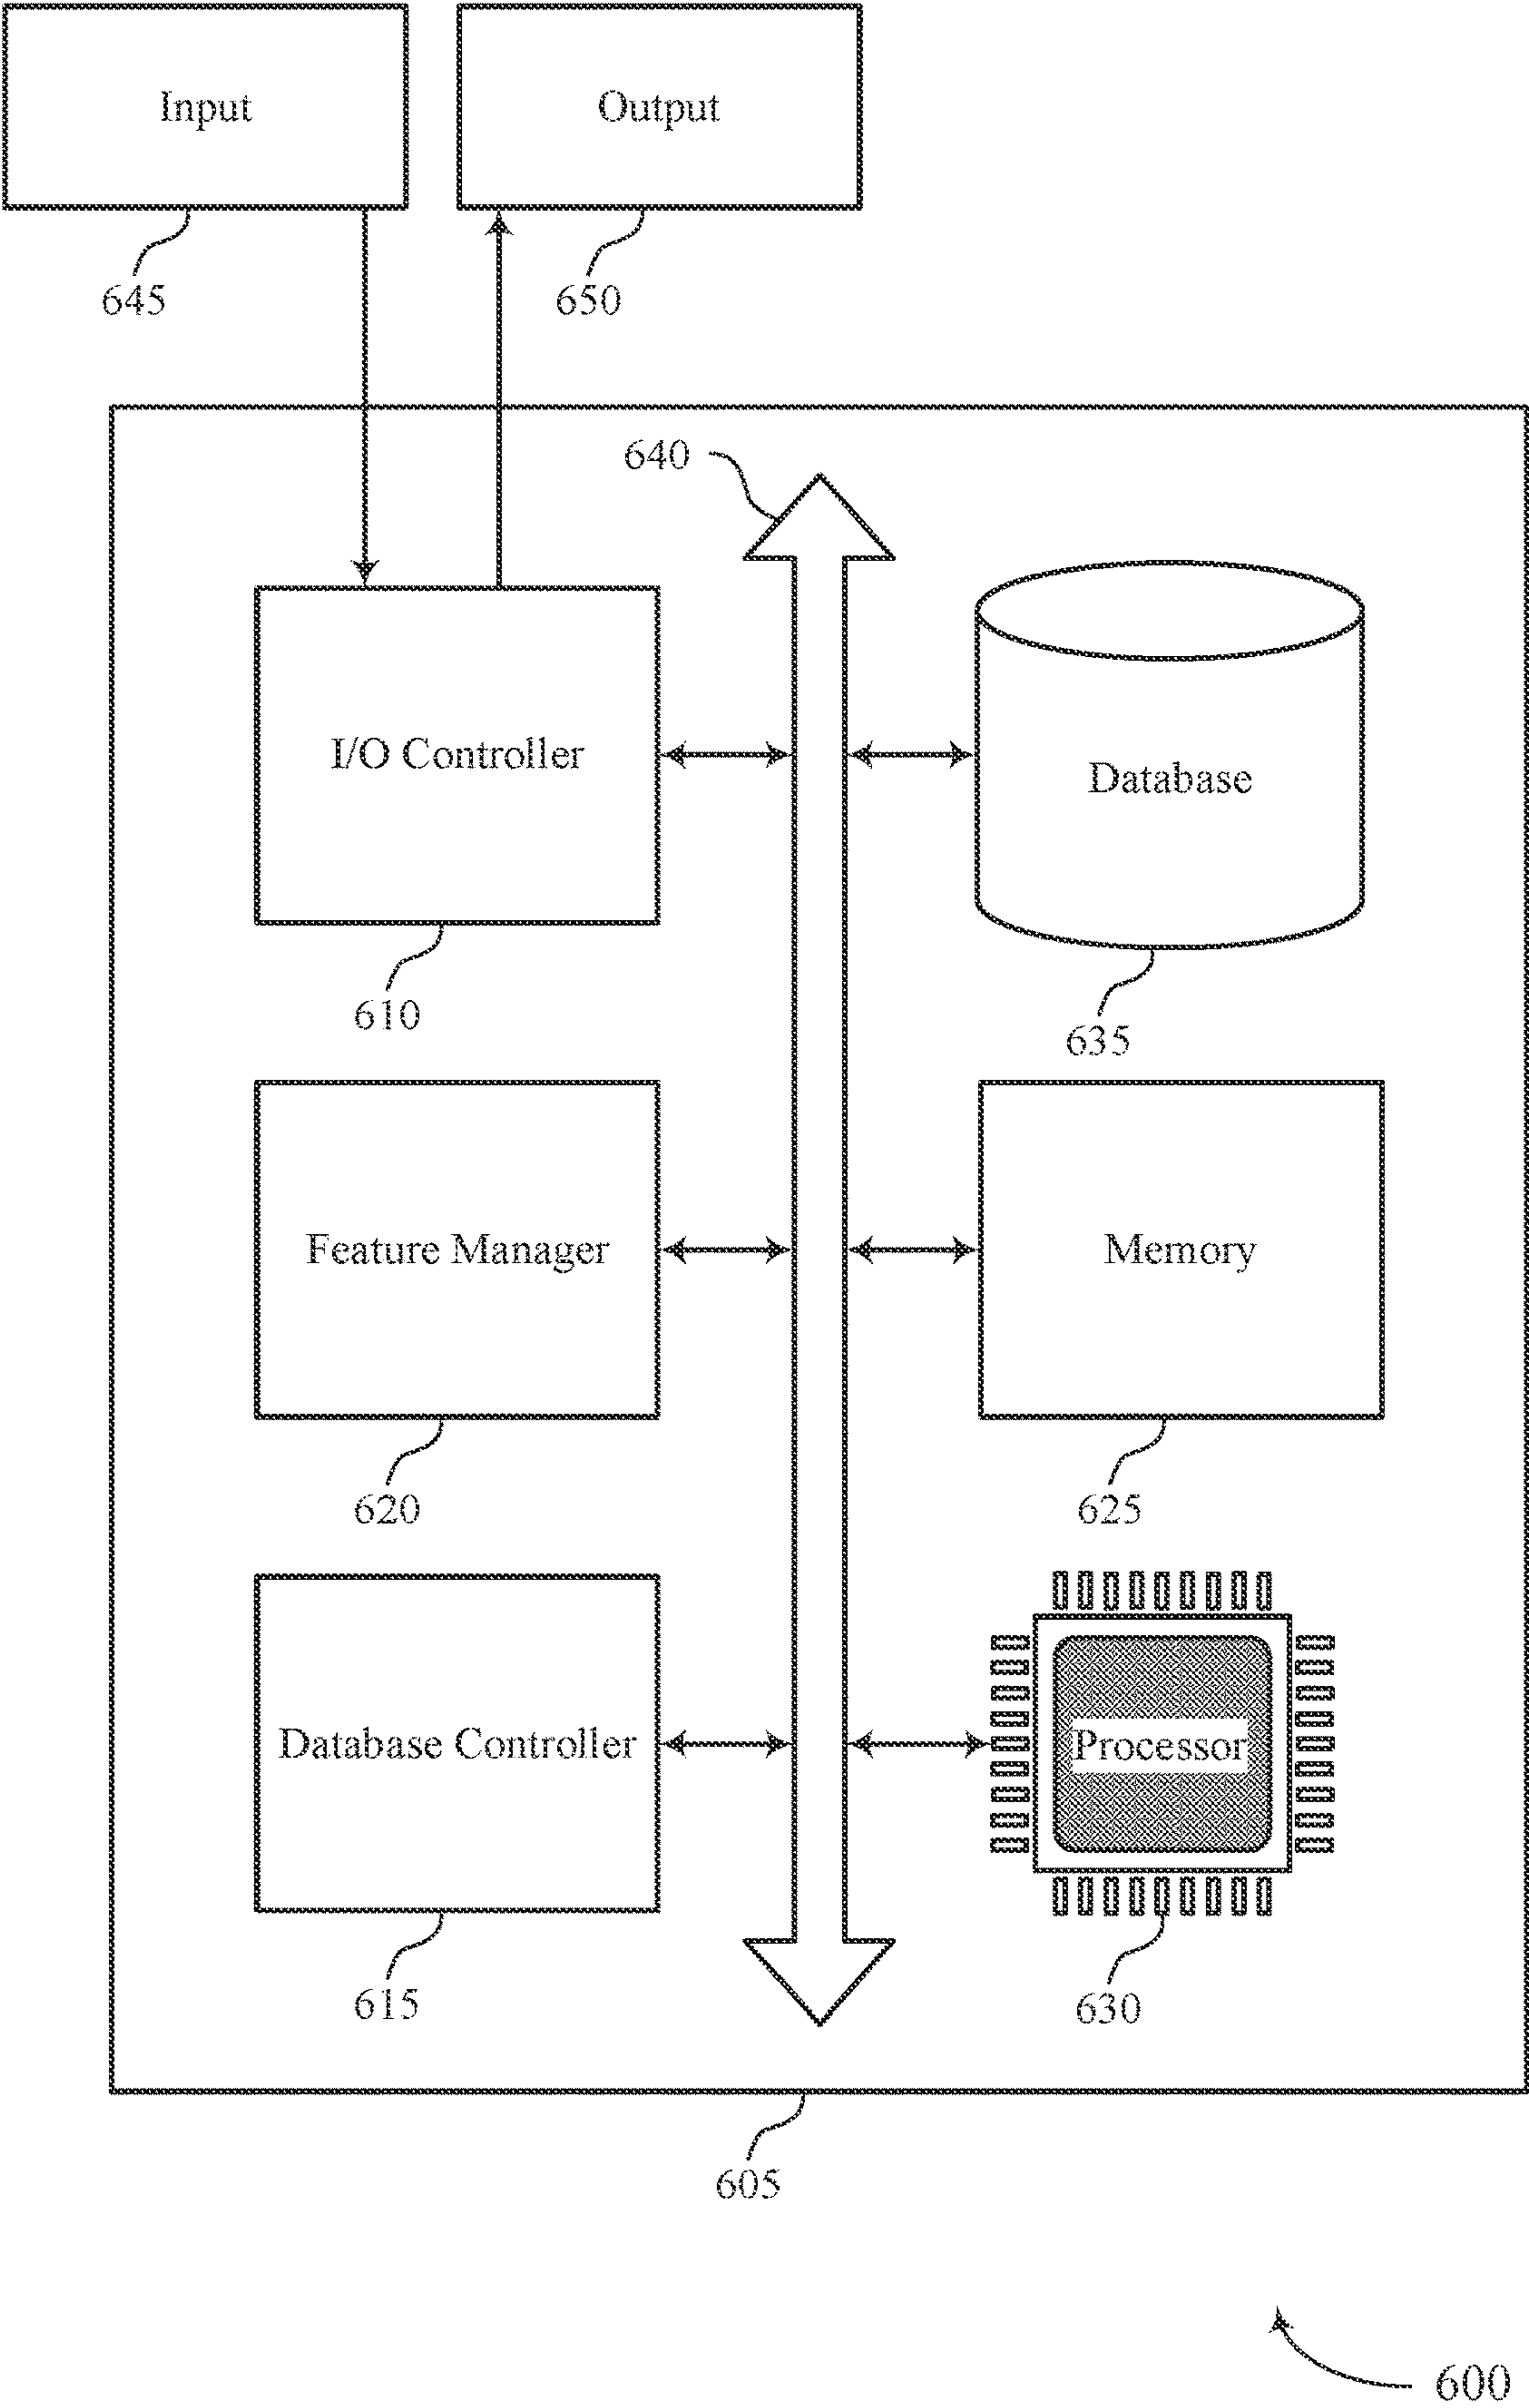 Input
Output
645
650
640
I/O Controller
Database
610
635
Feature Manager
Memory
620
625
Database Controller
Processor
615
630
605
600